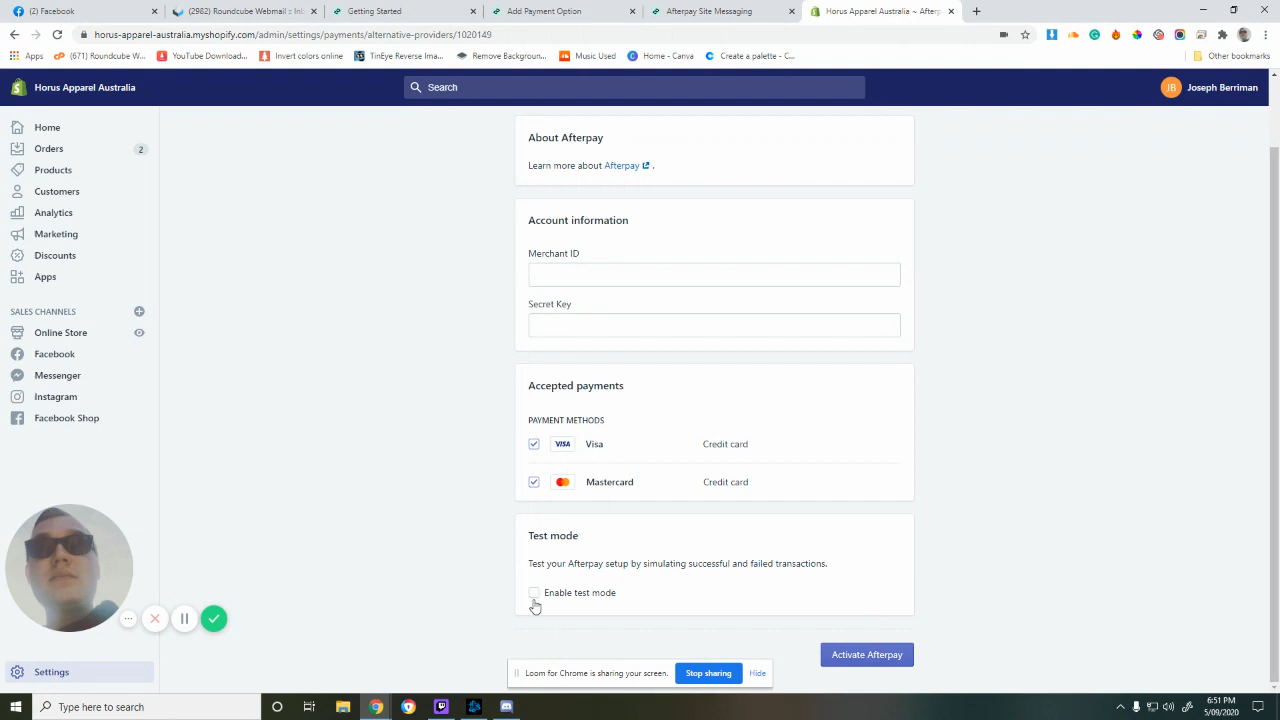 Facebook
(2982) Roundcube Webmail :: In
Getting Started
Add Payment Option
Afterpay Site Messaging
Horus Apparel Australia ~ Afterp
horus-apparel-australia.myshopify.com/admin/settings/payments/alternative-providers/1020149
Apps
(671) Roundcube W...
YouTube Download...
Invert colors online
TinEye Reverse Ima...
Remove Backgroun...
Music Used
Home - Canva
Create a palette - C...
Other bookmarks
Horus Apparel Australia
Search
JB
Joseph Berriman
Home
Orders
2
Products
Customers
Analytics
Marketing
Discounts
Apps
SALES CHANNELS
Online Store
Facebook
Messenger
Instagram
Facebook Shop
Settings
About Afterpay
Learn more about Afterpay .
Account information
Merchant ID
Secret Key
Accepted payments
PAYMENT METHODS
VISA
Visa
Credit card
Mastercard
Credit card
Test mode
Test your Afterpay setup by simulating successful and failed transactions.
Enable test mode
Activate Afterpay
Loom for Chrome is sharing your screen.
Stop sharing
Hide
Type here to search
6:51 PM
5/09/2020